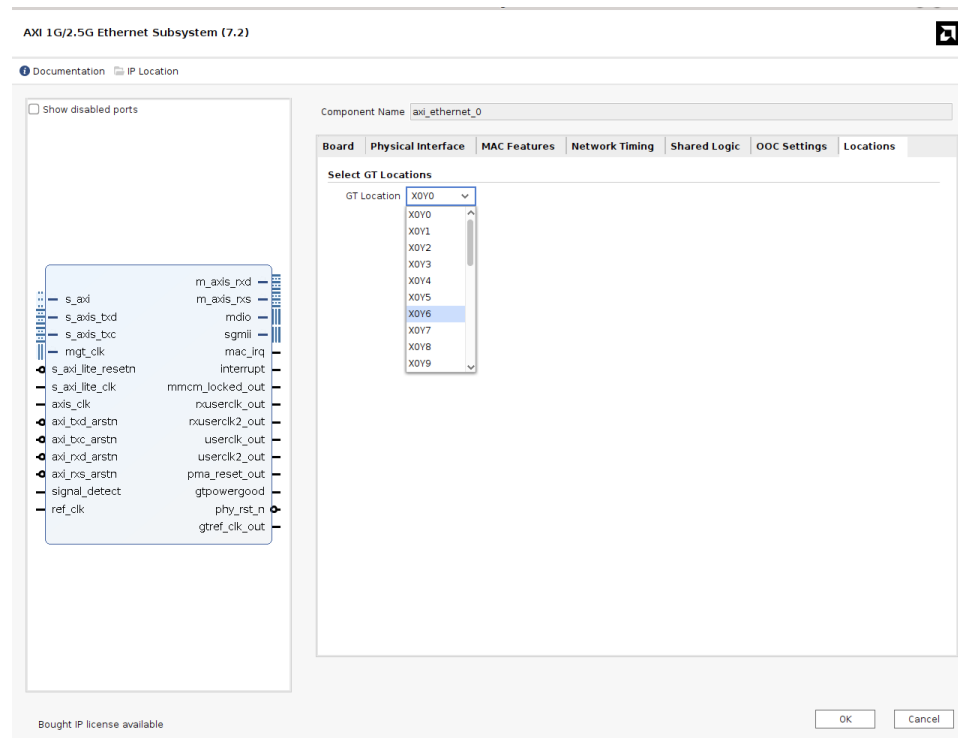 AXI 1G/2.5G Ethernet Subsystem (7.2)
Documentation IP Location
Show disabled ports
s_axi
s_axis_txd
s_axis_txc
mgt_clk
s_axi_lite_resetn
s_axi_lite_clk
axis_clk
axi_txd_arstn
axi_txc_arstn
axi_rxd_arstn
axi_rxs_arstn
signal_detect
ref_clk
m_axis_rxd
m_axis_rxs
mdio
sgmii
mac_irq
interrupt
mmcm_locked_out
rxuserclk_out
rxuserclk2_out
userclk_out
userclk2_out
pma_reset_out
gtpowergood
phy_rst_n
gtref_clk_out
Component Name axi_ethernet_0
Board Physical Interface MAC Features Network Timing Shared Logic OOC Settings Locations
Select GT Locations
GT Location X0Y0
X0Y0
X0Y1
X0Y2
X0Y3
X0Y4
X0Y5
X0Y6
X0Y7
X0Y8
X0Y9
Bought IP license available
OK Cancel